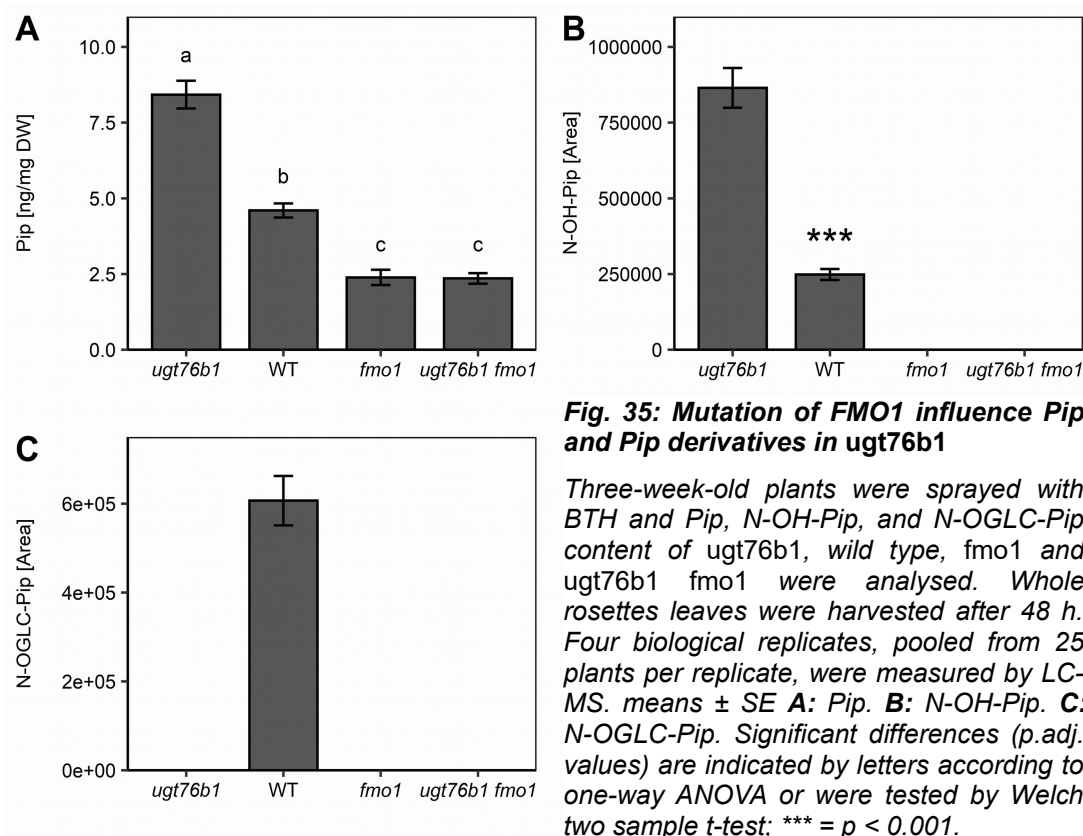 A
Pip [ng/mg DW]
10.0
7.5
5.0
2.5
0.0
a
b
c
c
ugt76b1 WT fmo1 ugt76b1 fmo1
B
N-OH-Pip [Area]
1000000
750000
500000
250000
0
***
ugt76b1 WT fmo1 ugt76b1 fmo1
C
N-OGLC-Pip [Area]
6e+05
4e+05
2e+05
0e+00
ugt76b1 WT fmo1 ugt76b1 fmo1
Fig. 35: Mutation of FMO1 influence Pip
and Pip derivatives in ugt76b1
Three-week-old plants were sprayed with
BTH and Pip, N-OH-Pip, and N-OGLC-Pip
content of ugt76b1, wild type, fmo1 and
ugt76b1 fmo1 were analysed. Whole
rosettes leaves were harvested after 48 h.
Four biological replicates, pooled from 25
plants per replicate, were measured by LC-
MS. means ± SE A: Pip. B: N-OH-Pip. C:
N-OGLC-Pip. Significant differences (p.adj.
values) are indicated by letters according to
one-way ANOVA or were tested by Welch
two sample t-test; *** = p < 0.001.